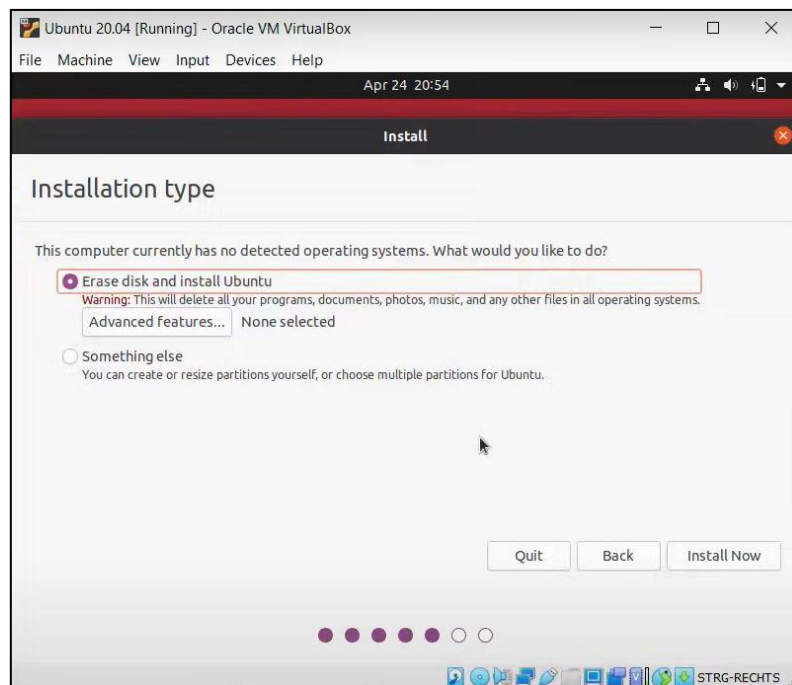 Ubuntu 20.04 [Running] - Oracle VM VirtualBox
File Machine View Input Devices Help
Apr 24 20:54
Install
Installation type
This computer currently has no detected operating systems. What would you like to do?
Erase disk and install Ubuntu
Warning: This will delete all your programs, documents, photos, music, and any other files in all operating systems.
Advanced features... None selected
Something else
You can create or resize partitions yourself, or choose multiple partitions for Ubuntu.
Quit Back Install Now
STRG-RECHTS